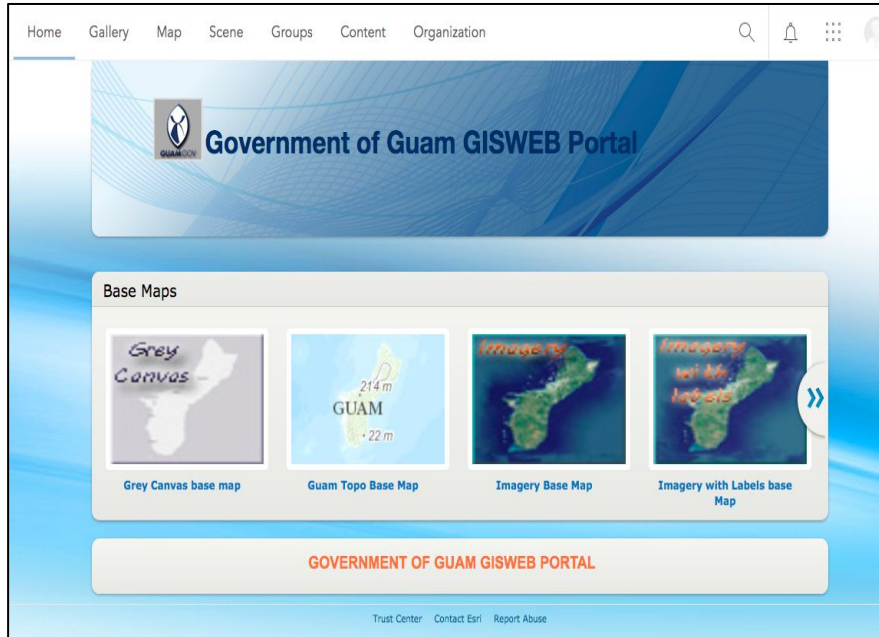 Home Gallery Map Scene Groups Content Organization
GUAMGOV
Government of Guam GISWEB Portal
Base Maps
Grey
Canvas
214 m
GUAM
22 m
Imagery
Imagery
with
labels
Grey Canvas base map
Guam Topo Base Map
Imagery Base Map
Imagery with Labels base
Map
GOVERNMENT OF GUAM GISWEB PORTAL
Trust Center Contact Esri Report Abuse